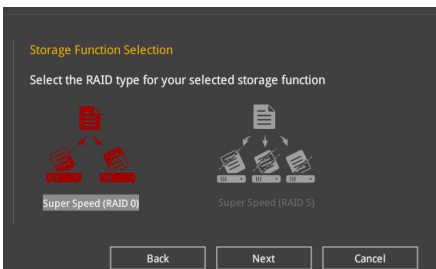 Storage Function Selection
Select the RAID type for your selected storage function
Super Speed (RAID 0)
Super Speed (RAID 5)
Back
Next
Cancel